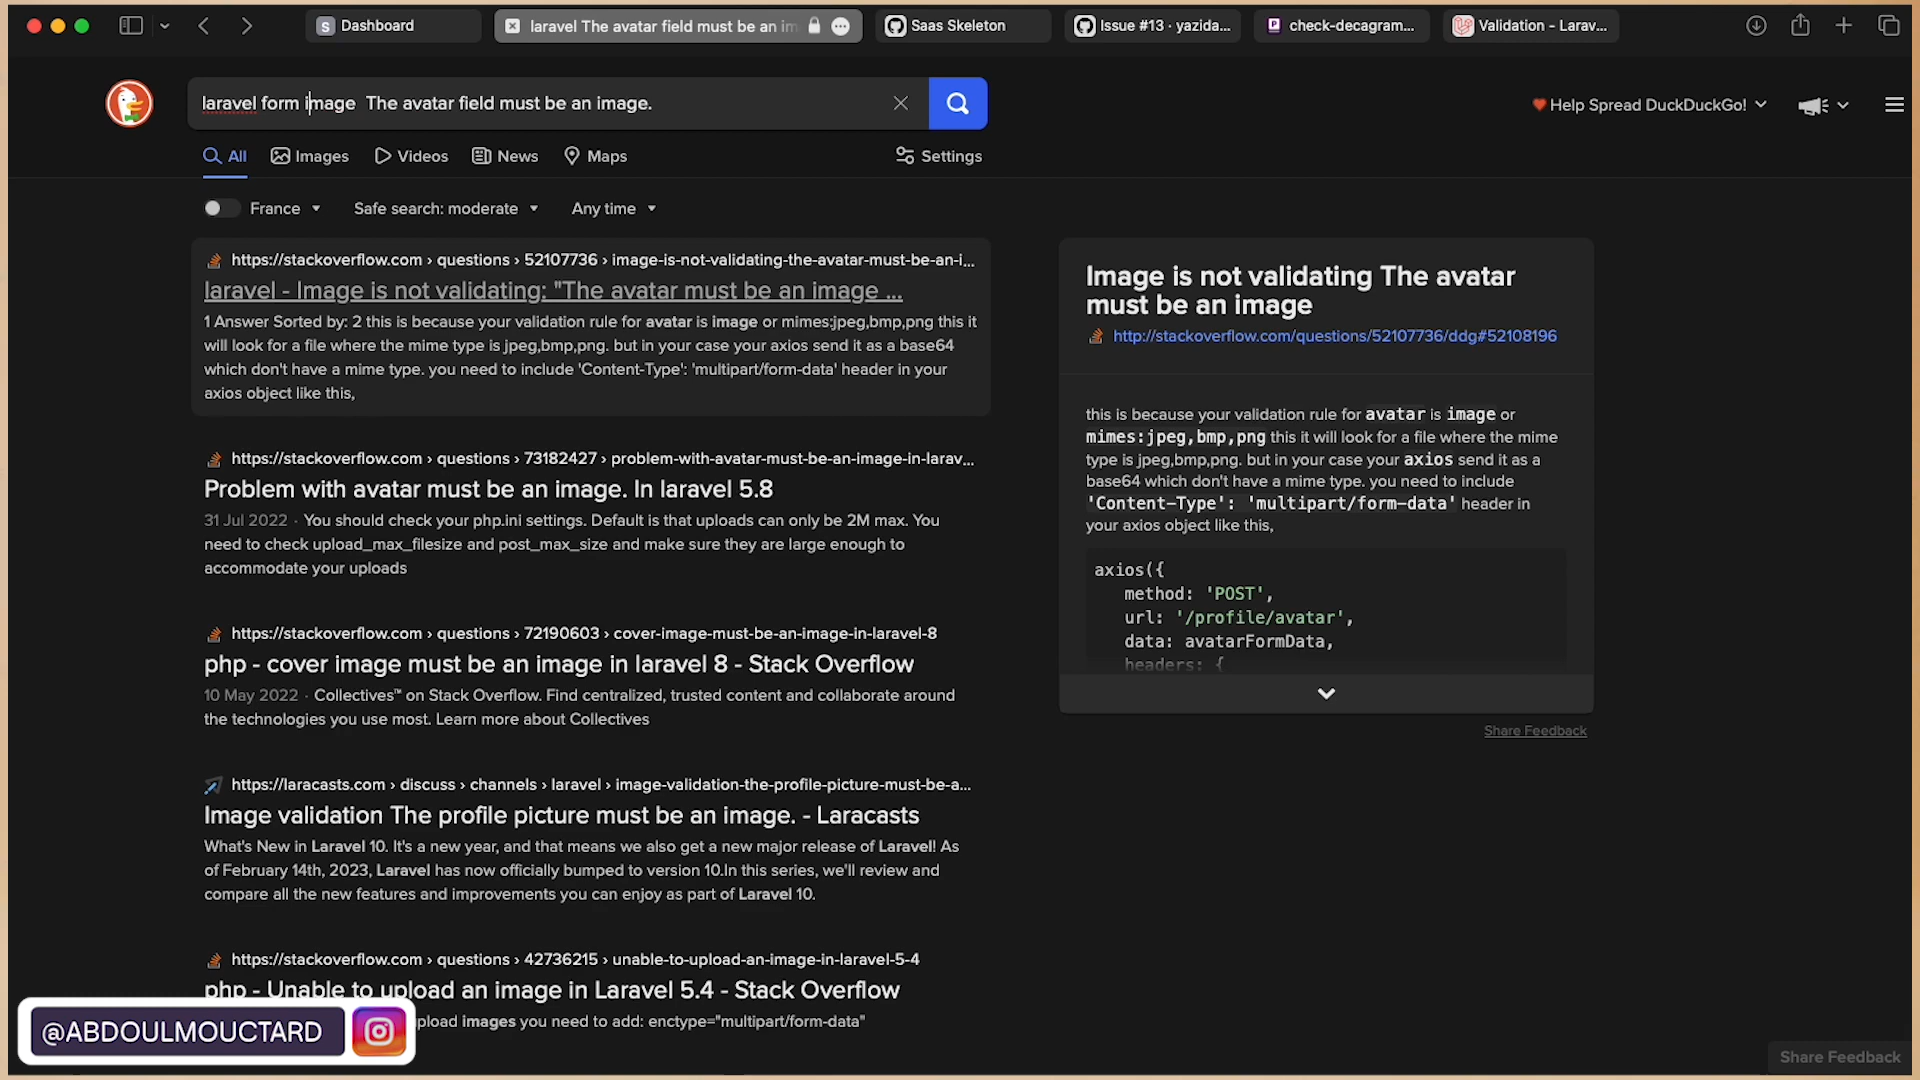 S Dashboard
laravel The avatar field must be an im
Saas Skeleton
Issue #13 · yazida...
check-decagram...
Validation - Larav...
laravel form image  The avatar field must be an image.
Help Spread DuckDuckGo!
All
Images
Videos
News
Maps
Settings
France
Safe search: moderate
Any time
https://stackoverflow.com › questions › 52107736 › image-is-not-validating-the-avatar-must-be-an-i...
laravel - Image is not validating: "The avatar must be an image ...
1 Answer Sorted by: 2 this is because your validation rule for avatar is image or mimes:jpeg,bmp,png this it
will look for a file where the mime type is jpeg,bmp,png. but in your case your axios send it as a base64
which don't have a mime type. you need to include 'Content-Type': 'multipart/form-data' header in your
axios object like this,
https://stackoverflow.com › questions › 73182427 › problem-with-avatar-must-be-an-image-in-larav...
Problem with avatar must be an image. In laravel 5.8
31 Jul 2022 · You should check your php.ini settings. Default is that uploads can only be 2M max. You
need to check upload_max_filesize and post_max_size and make sure they are large enough to
accommodate your uploads
https://stackoverflow.com › questions › 72190603 › cover-image-must-be-an-image-in-laravel-8
php - cover image must be an image in laravel 8 - Stack Overflow
10 May 2022 · Collectives™ on Stack Overflow. Find centralized, trusted content and collaborate around
the technologies you use most. Learn more about Collectives
https://laracasts.com › discuss › channels › laravel › image-validation-the-profile-picture-must-be-a...
Image validation The profile picture must be an image. - Laracasts
What's New in Laravel 10. It's a new year, and that means we also get a new major release of Laravel! As
of February 14th, 2023, Laravel has now officially bumped to version 10.In this series, we'll review and
compare all the new features and improvements you can enjoy as part of Laravel 10.
https://stackoverflow.com › questions › 42736215 › unable-to-upload-an-image-in-laravel-5-4
php - Unable to upload an image in Laravel 5.4 - Stack Overflow
pload images you need to add: enctype="multipart/form-data"
Image is not validating The avatar
must be an image
http://stackoverflow.com/questions/52107736/ddg#52108196
this is because your validation rule for avatar is image or
mimes:jpeg,bmp,png this it will look for a file where the mime
type is jpeg,bmp,png. but in your case your axios send it as a
base64 which don't have a mime type. you need to include
'Content-Type': 'multipart/form-data' header in
your axios object like this,
axios({
method: 'POST',
url: '/profile/avatar',
data: avatarFormData,
headers: {
Share Feedback
@ABDOULMOUCTARD
Share Feedback